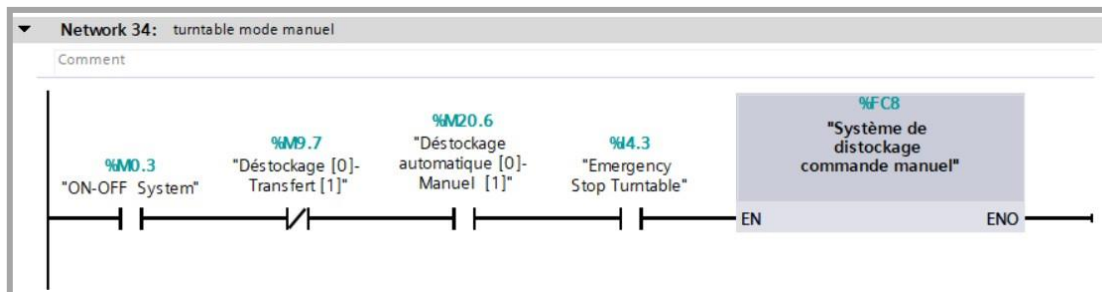 Network 34: turntable mode manuel
Comment
%M0.3
"ON-OFF System"
%M9.7
"Déstockage [0]-
Transfert [1]"
%M20.6
"Déstockage
automatique [0]-
Manuel [1]"
%I4.3
"Emergency
Stop Turntable"
%FC8
"Système de
distockage
commande manuel"
EN
ENO